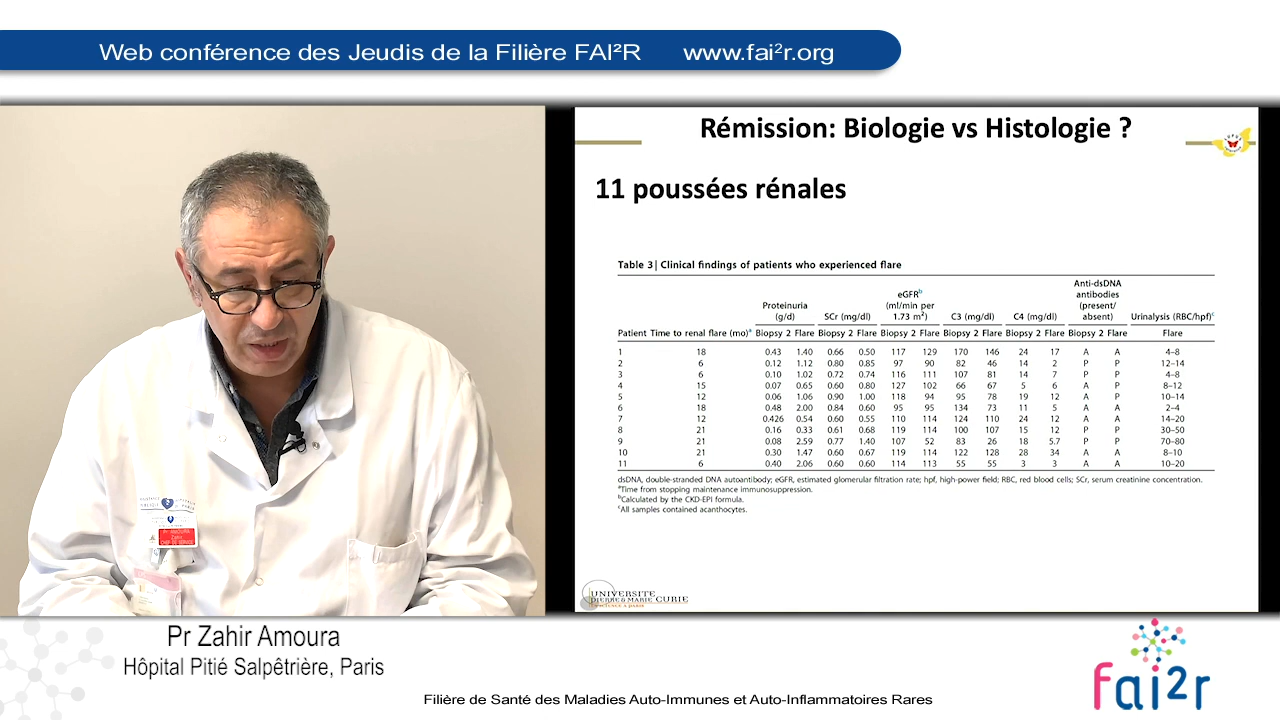 Web conférence des Jeudis de la Filière FAI²R www.fai²r.org
Rémission: Biologie vs Histologie ?
11 poussées rénales
Table 3| Clinical findings of patients who experienced flare
Proteinuria (g/d) SCr (mg/dl) eGFRᵇ (ml/min per 1.73 m²) C3 (mg/dl) C4 (mg/dl) Anti-dsDNA antibodies (present/absent) Urinalysis (RBC/hpf)ᶜ
Patient Time to renal flare (mo)ᵃ Biopsy 2 Flare Biopsy 2 Flare Biopsy 2 Flare Biopsy 2 Flare Biopsy 2 Flare Biopsy 2 Flare Flare
1 18 0.43 1.40 0.66 0.50 117 129 170 146 24 17 A A 4–8
2 6 0.12 1.12 0.80 0.85 97 90 82 46 14 2 P P 12–14
3 6 0.10 1.02 0.72 0.74 116 111 107 81 14 7 P P 4–8
4 15 0.07 0.65 0.60 0.80 127 102 66 67 5 6 A P 8–12
5 12 0.06 1.06 0.90 1.00 118 94 95 78 19 12 A P 10–14
6 18 0.48 2.00 0.84 0.60 95 95 134 73 11 5 A A 2–4
7 12 0.426 0.54 0.60 0.55 110 114 124 110 24 12 A A 14–20
8 21 0.16 0.33 0.61 0.68 119 114 100 107 15 12 P P 30–50
9 21 0.08 2.59 0.77 1.40 107 52 83 26 18 5.7 P P 70–80
10 21 0.30 1.47 0.60 0.67 119 114 122 128 28 34 A A 8–10
11 6 0.40 2.06 0.60 0.60 114 113 55 55 3 3 A A 10–20
dsDNA, double-stranded DNA autoantibody; eGFR, estimated glomerular filtration rate; hpf, high-power field; RBC, red blood cells; SCr, serum creatinine concentration.
ᵃTime from stopping maintenance immunosuppression.
ᵇCalculated by the CKD-EPI formula.
ᶜAll samples contained acanthocytes.
UNIVERSITE
PIERRE & MARIE CURIE
Pr AMOURA
Zahir
CHEF DE SERVICE
Pr Zahir Amoura
Hôpital Pitié Salpêtrière, Paris
fai2r
Filière de Santé des Maladies Auto-Immunes et Auto-Inflammatoires Rares